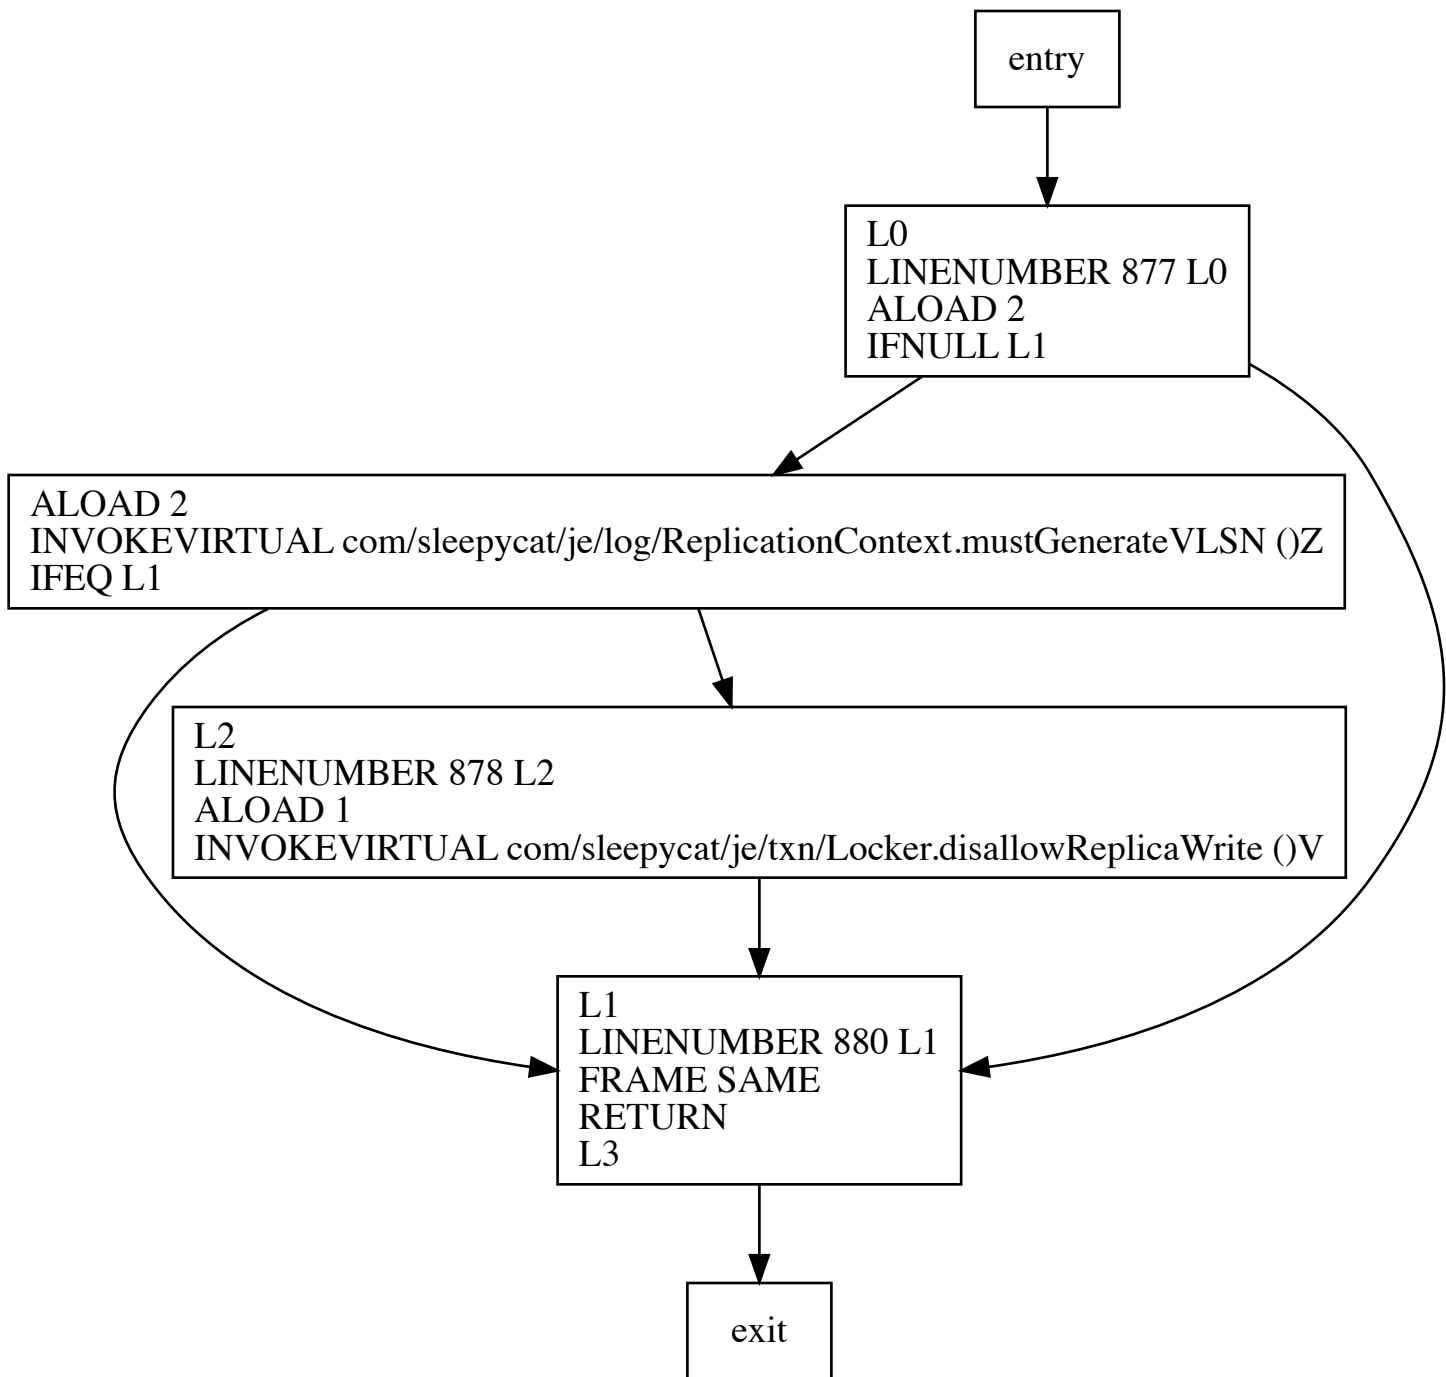 entry
L0
LINENUMBER 877 L0
ALOAD 2
IFNULL L1
ALOAD 2
INVOKEVIRTUAL com/sleepycat/je/log/ReplicationContext.mustGenerateVLSN ()Z
IFEQ L1
L2
LINENUMBER 878 L2
ALOAD 1
INVOKEVIRTUAL com/sleepycat/je/txn/Locker.disallowReplicaWrite ()V
L1
LINENUMBER 880 L1
FRAME SAME
RETURN
L3
exit